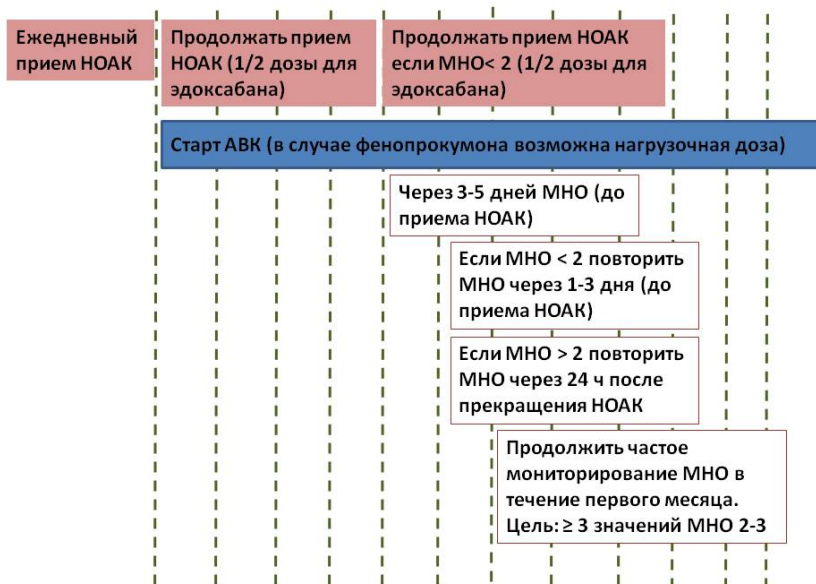 Ежедневный
прием НОАК
Продолжать прием
НОАК (1/2 дозы для
эдоксабана)
Продолжать прием НОАК
если МНО< 2 (1/2 дозы для
эдоксабана)
Старт АВК (в случае фенопрокумона возможна нагрузочная доза)
Через 3-5 дней МНО (до
приема НОАК)
Если МНО < 2 повторить
МНО через 1-3 дня (до
приема НОАК)
Если МНО > 2 повторить
МНО через 24 ч после
прекращения НОАК
Продолжить частое
мониторирование МНО в
течение первого месяца.
Цель: ≥ 3 значений МНО 2-3